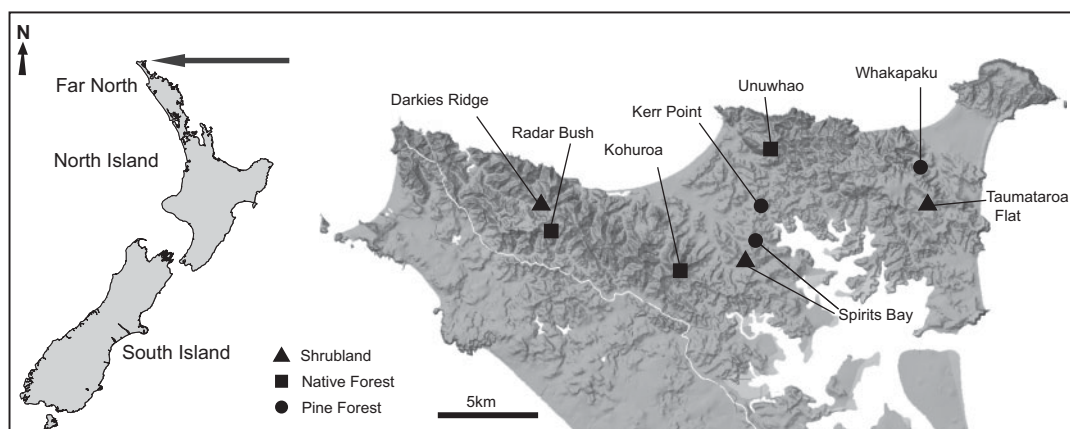 N
Far North
North Island
South Island
Shrubland
Native Forest
Pine Forest
5km
Darkies Ridge
Radar Bush
Kohuroa
Kerr Point
Unuwhao
Whakapaku
Taumataroa
Flat
Spirits Bay